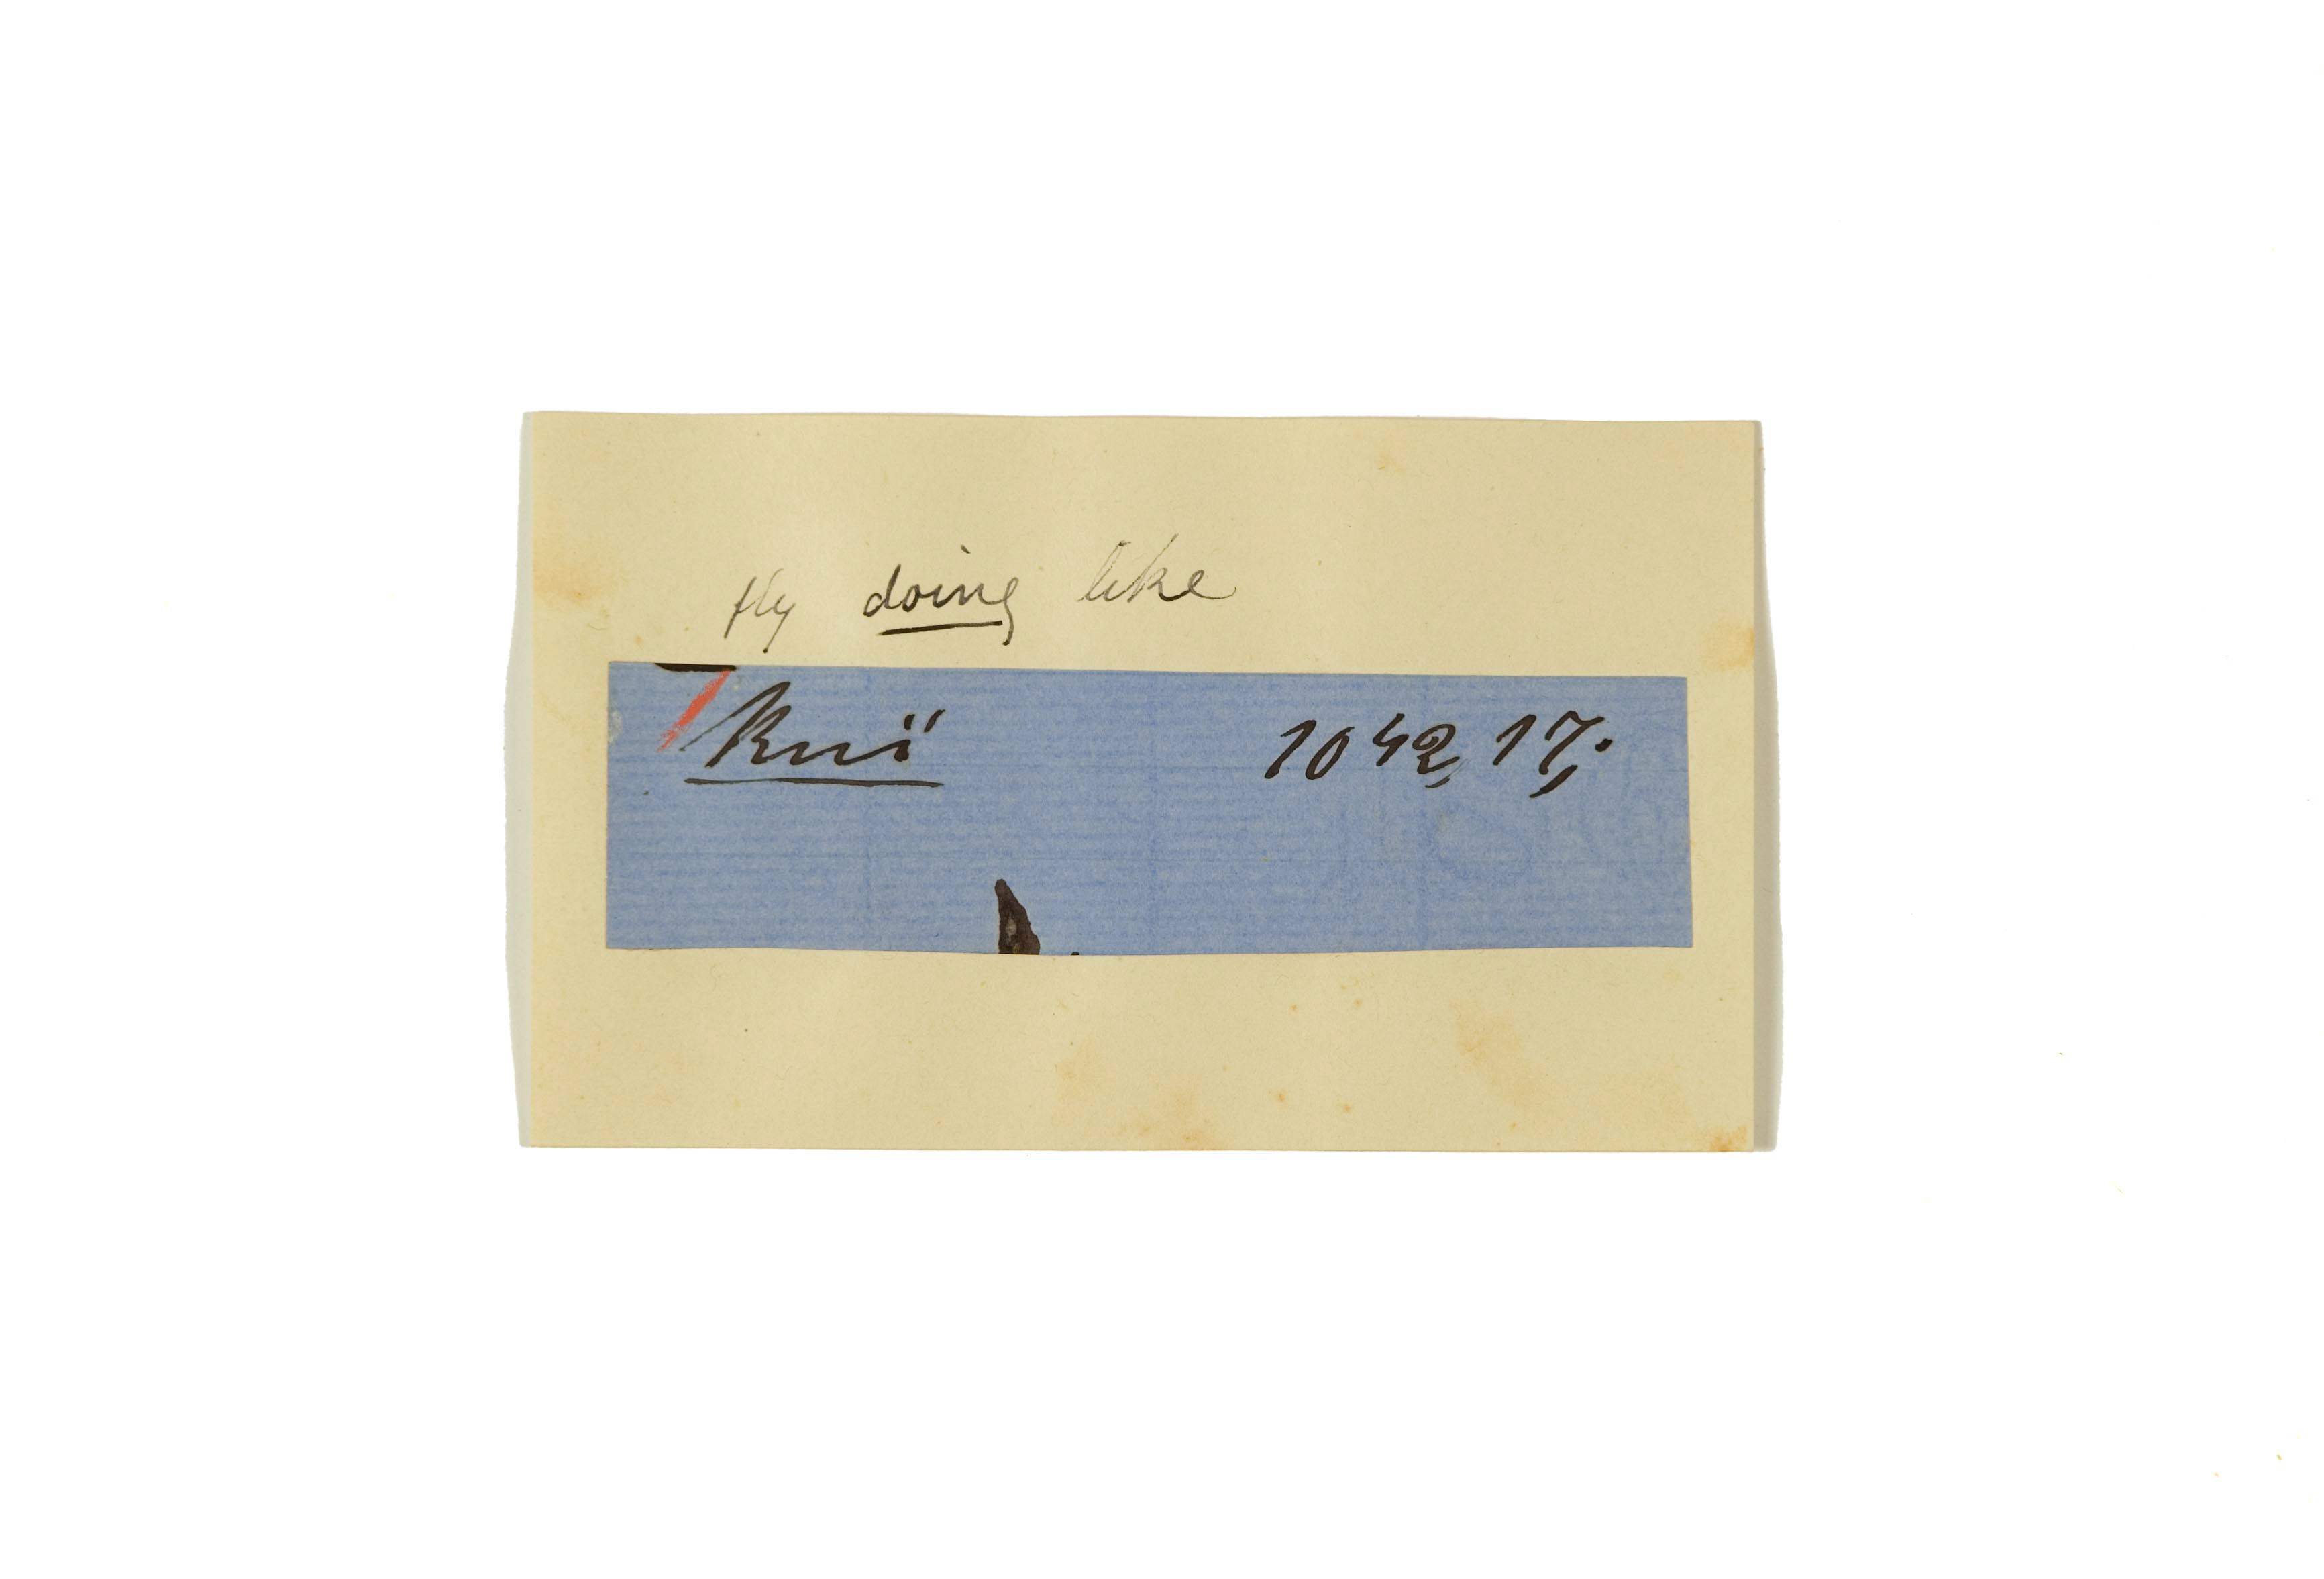 fly doing like
Kuï 1042, 17,.